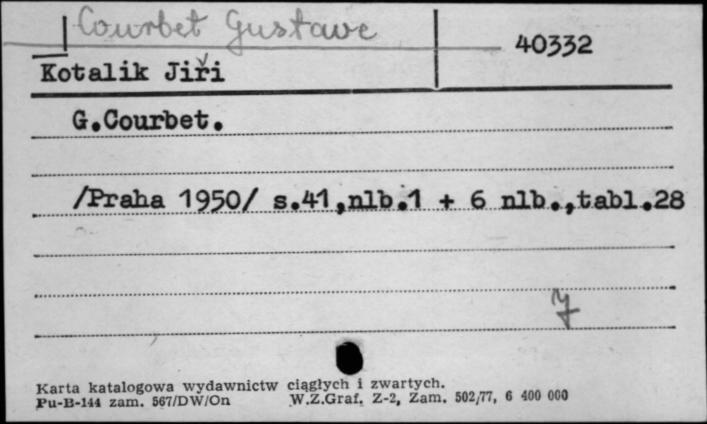 Courbet Gustave
40332
Kotalik Jiři
G.Courbet.
/Praha 1950/ s.41,nlb.1 + 6 nlb.,tabl.28
7
Karta katalogowa wydawnictw ciągłych i zwartych.
Pu-B-144 zam. 567/DW/On W.Z.Graf. Z-2, Zam. 502/77, 6 400 000